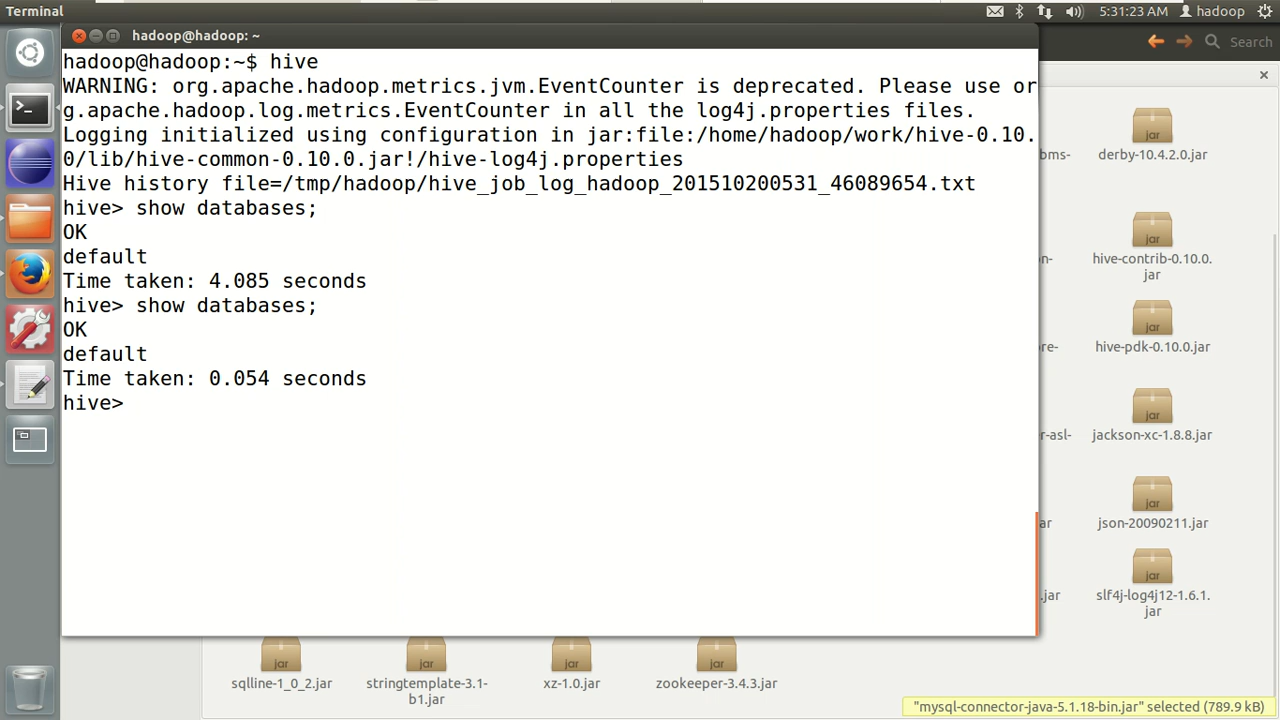 Terminal
5:31:23 AM
hadoop
hadoop@hadoop: ~
Search
hadoop@hadoop:~$ hive
WARNING: org.apache.hadoop.metrics.jvm.EventCounter is deprecated. Please use or
g.apache.hadoop.log.metrics.EventCounter in all the log4j.properties files.
Logging initialized using configuration in jar:file:/home/hadoop/work/hive-0.10.
0/lib/hive-common-0.10.0.jar!/hive-log4j.properties
Hive history file=/tmp/hadoop/hive_job_log_hadoop_201510200531_46089654.txt
hive> show databases;
OK
default
Time taken: 4.085 seconds
hive> show databases;
OK
default
Time taken: 0.054 seconds
hive>
jar
bms-
derby-10.4.2.0.jar
jar
on-
hive-contrib-0.10.0.
jar
jar
ore-
hive-pdk-0.10.0.jar
jar
r-asl-
jackson-xc-1.8.8.jar
jar
ar
json-20090211.jar
jar
.jar
slf4j-log4j12-1.6.1.
jar
jar
jar
jar
jar
sqlline-1_0_2.jar
stringtemplate-3.1-
b1.jar
xz-1.0.jar
zookeeper-3.4.3.jar
"mysql-connector-java-5.1.18-bin.jar" selected (789.9 kB)